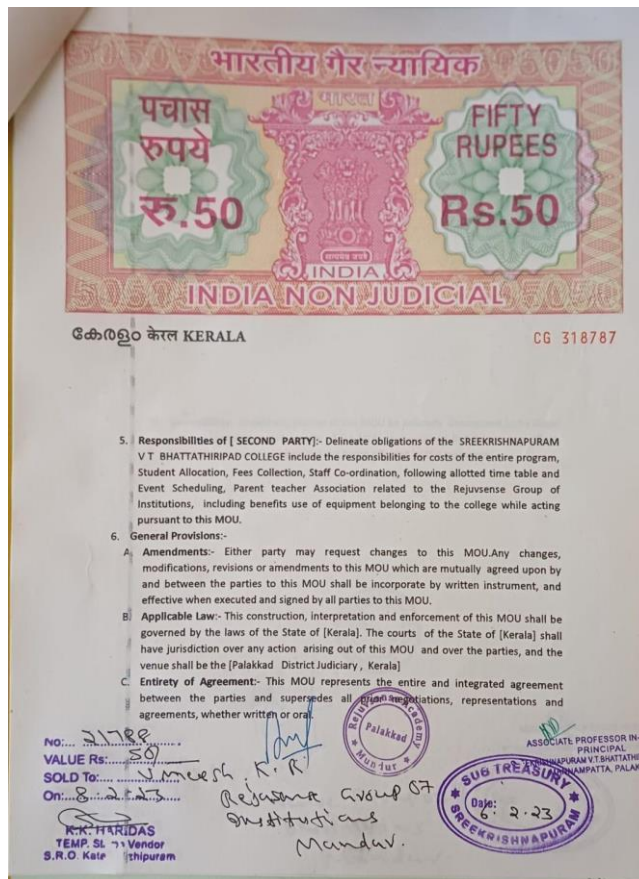 भारतीय गैर न्यायिक
भारत
पचास
रुपये
रु.50
FIFTY
RUPEES
Rs.50
सत्यमेव जयते
INDIA
INDIA NON JUDICIAL
കേരളം केरल KERALA
CG 318787
5. Responsibilities of [ SECOND PARTY]:- Delineate obligations of the SREEKRISHNAPURAM
V T BHATTATHIRIPAD COLLEGE include the responsibilities for costs of the entire program,
Student Allocation, Fees Collection, Staff Co-ordination, following allotted time table and
Event Scheduling, Parent teacher Association related to the Rejuvsense Group of
Institutions, including benefits use of equipment belonging to the college while acting
pursuant to this MOU.
6. General Provisions:-
A. Amendments:- Either party may request changes to this MOU.Any changes,
modifications, revisions or amendments to this MOU which are mutually agreed upon by
and between the parties to this MOU shall be incorporate by written instrument, and
effective when executed and signed by all parties to this MOU.
B. Applicable Law:- This construction, interpretation and enforcement of this MOU shall be
governed by the laws of the State of [Kerala]. The courts of the State of [Kerala] shall
have jurisdiction over any action arising out of this MOU and over the parties, and the
venue shall be the [Palakkad District Judiciary , Kerala]
C. Entirety of Agreement:- This MOU represents the entire and integrated agreement
between the parties and supersedes all prior negotiations, representations and
agreements, whether written or oral.
No:... 21788
VALUE Rs: 50/
SOLD To:.... K.R
On:..8.2.23
Group Of
Institutions
Mundur.
K.K. HARIDAS
TEMP. Vendor
S.R.O.
Academy
Palakkad
Mundur
ASSOCIATE PROFESSOR IN-
PRINCIPAL
PURAM V.T.BHATTATHI
NAMPATTA, PALAK
SUB TREASURY
Date:
6.2.23
SREEKRISHNAPURAM